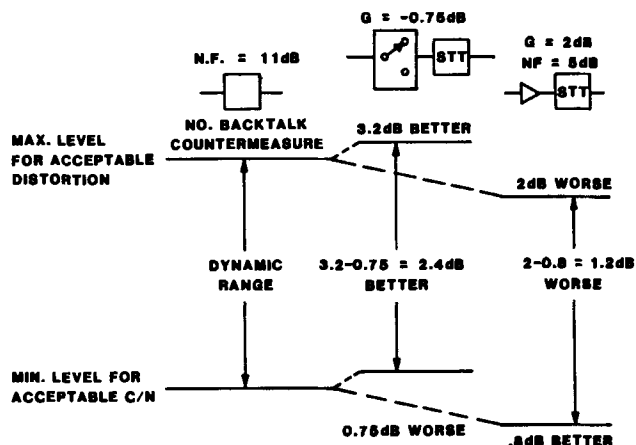 G = -0.75dB
N.F. = 11dB
STT
G = 2dB
NF = 5dB
STT
NO. BACKTALK
COUNTERMEASURE
3.2dB BETTER
MAX. LEVEL
FOR ACCEPTABLE
DISTORTION
2dB WORSE
DYNAMIC
RANGE
3.2-0.75 = 2.4dB
BETTER
2-0.8 = 1.2dB
WORSE
MIN. LEVEL FOR
ACCEPTABLE C/N
0.75dB WORSE
.8dB BETTER